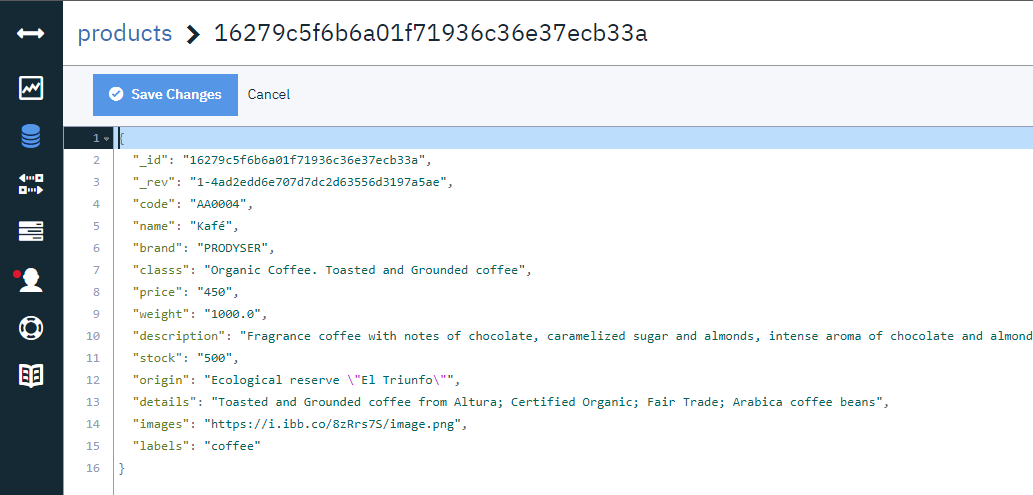 products > 16279c5f6b6a01f71936c36e37ecb33a
Save Changes Cancel
1 {
2 "_id": "16279c5f6b6a01f71936c36e37ecb33a",
3 "_rev": "1-4ad2edd6e707d7dc2d63556d3197a5ae",
4 "code": "AA0004",
5 "name": "Kafé",
6 "brand": "PRODYSER",
7 "classs": "Organic Coffee. Toasted and Grounded coffee",
8 "price": "450",
9 "weight": "1000.0",
10 "description": "Fragrance coffee with notes of chocolate, caramelized sugar and almonds, intense aroma of chocolate and almond
11 "stock": "500",
12 "origin": "Ecological reserve \"El Triunfo\"",
13 "details": "Toasted and Grounded coffee from Altura; Certified Organic; Fair Trade; Arabica coffee beans",
14 "images": "https://i.ibb.co/8zRrs7S/image.png",
15 "labels": "coffee"
16 }